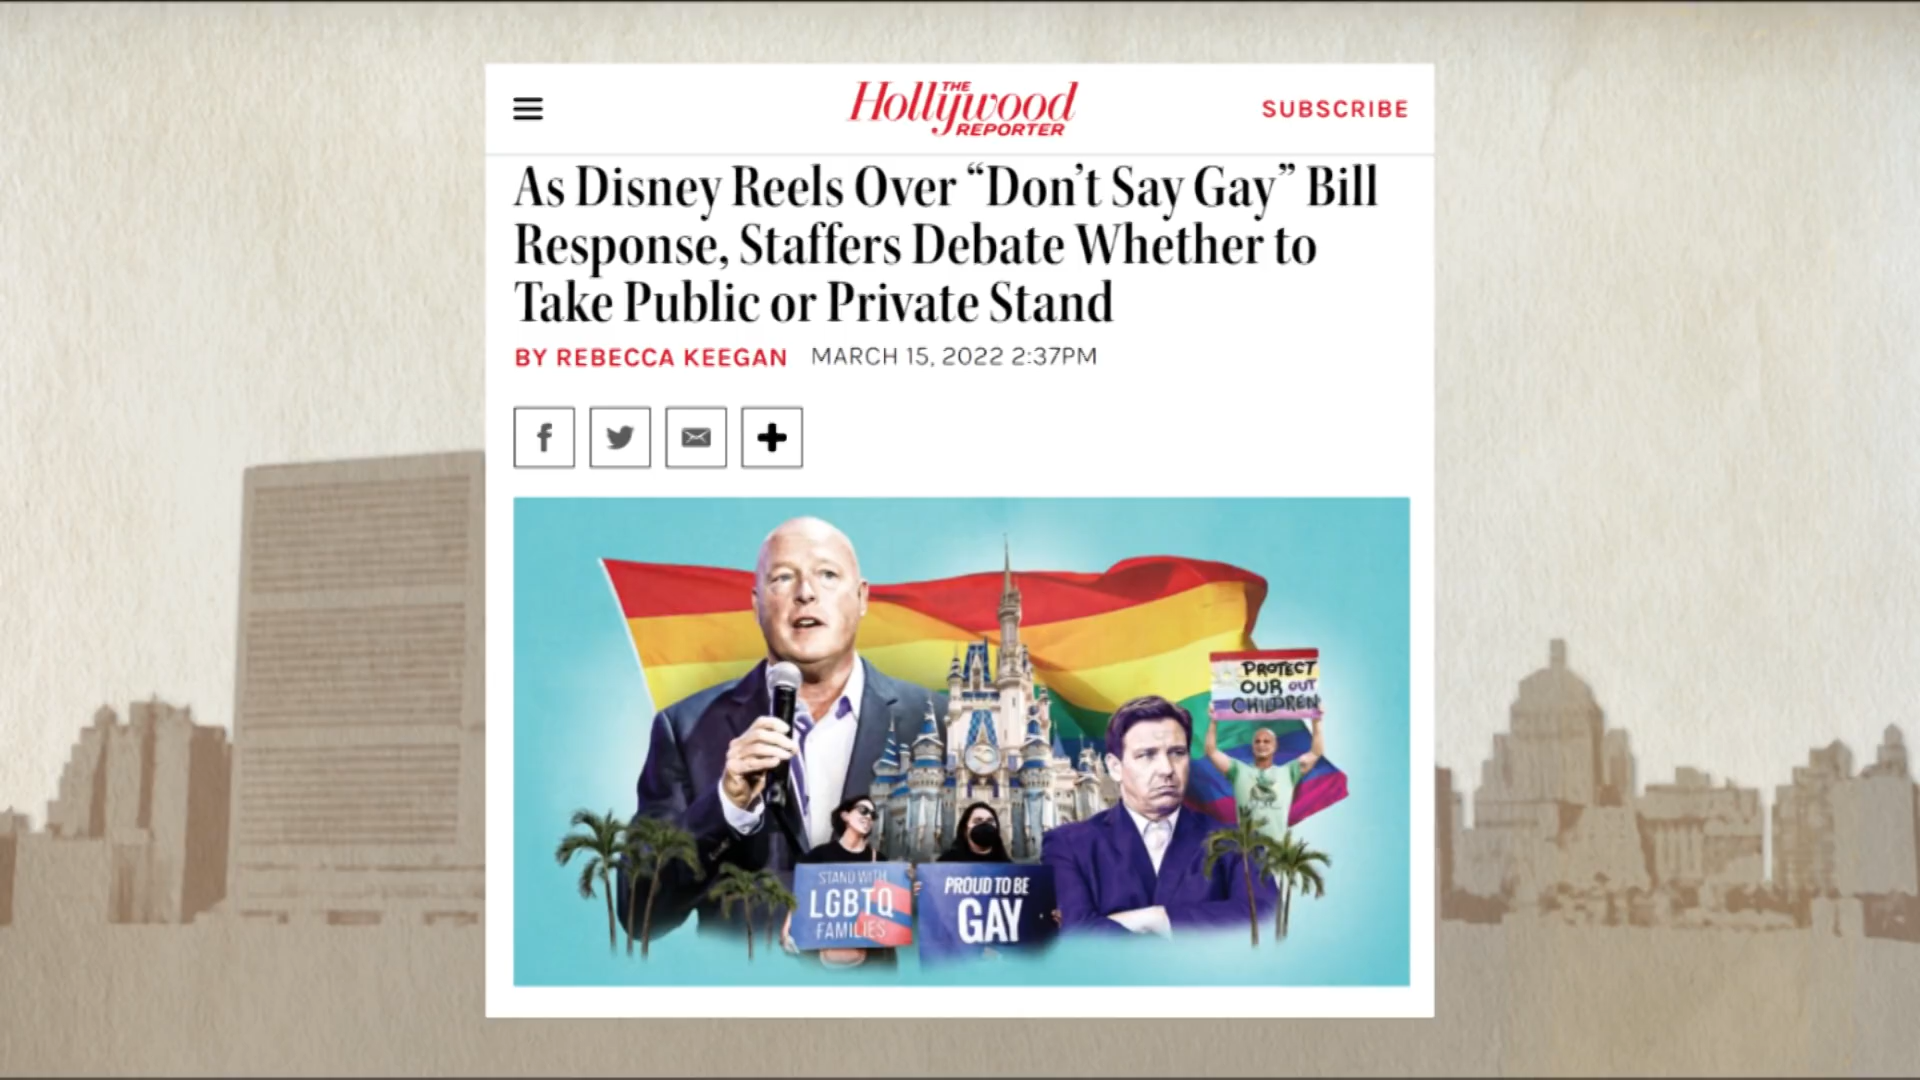 THE
Hollywood
REPORTER
SUBSCRIBE
As Disney Reels Over “Don’t Say Gay” Bill
Response, Staffers Debate Whether to
Take Public or Private Stand
BY REBECCA KEEGAN MARCH 15, 2022 2:37PM
PROTECT
OUR OUT
CHILDREN
STAND WITH
LGBTQ
FAMILIES
PROUD TO BE
GAY